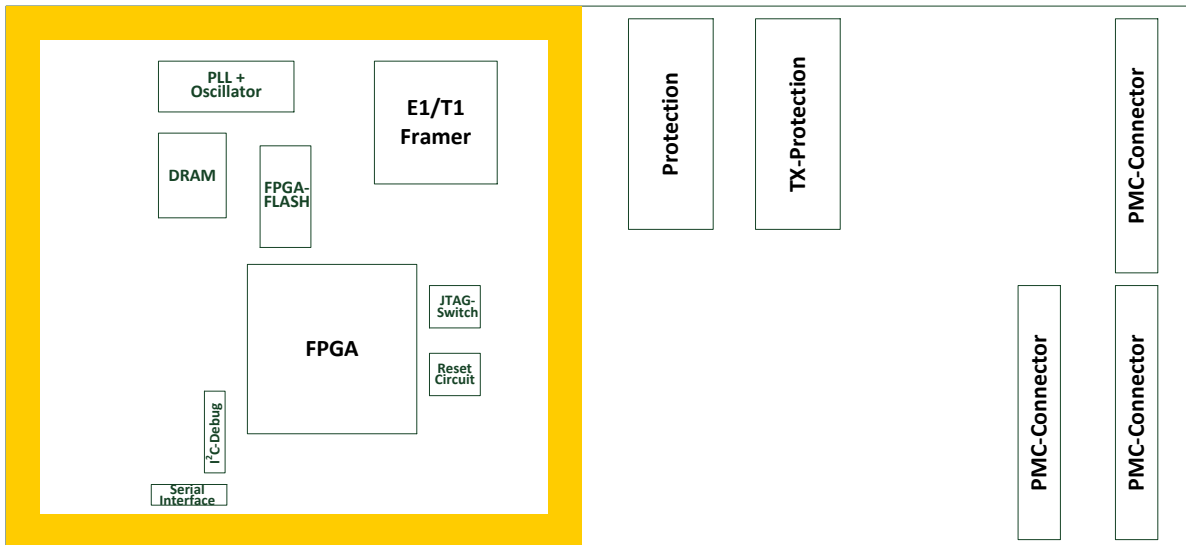 PLL +
Oscillator
E1/T1
Framer
DRAM
FPGA-
FLASH
FPGA
JTAG-
Switch
Reset
Circuit
I²C-Debug
Serial
Interface
Protection
TX-Protection
PMC-Connector
PMC-Connector
PMC-Connector